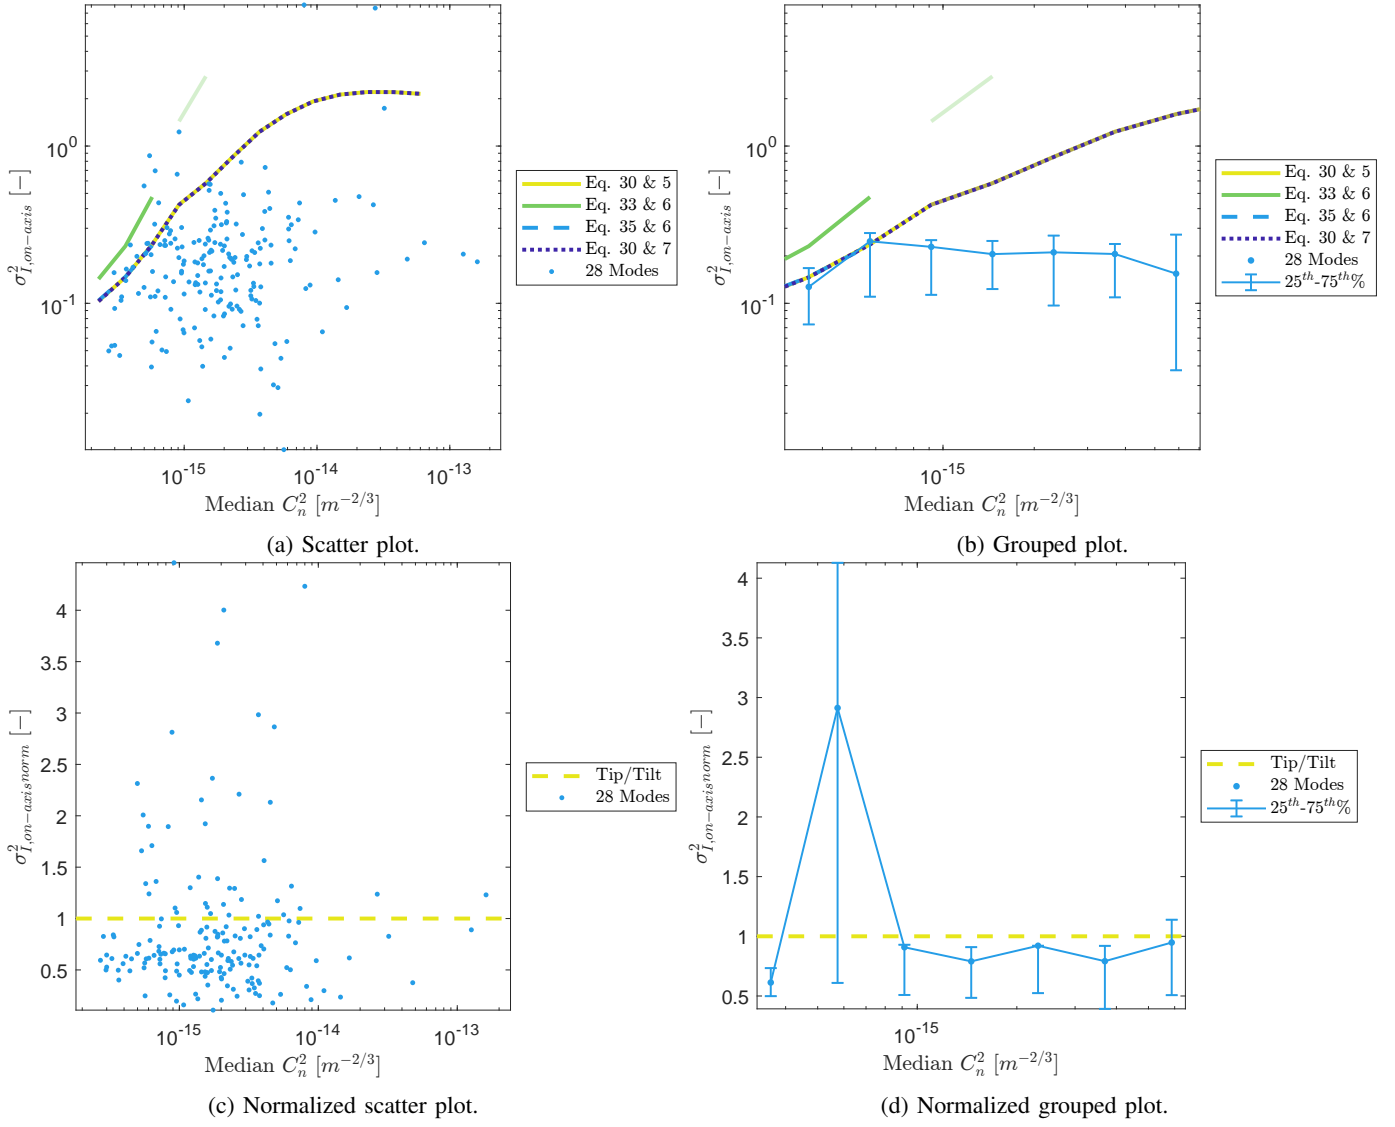 10^0
10^-1
σ²_{I,on−axis} [−]
10^-15
10^-14
10^-13
Median C_n^2 [m^{−2/3}]
Eq. 30 & 5
Eq. 33 & 6
Eq. 35 & 6
Eq. 30 & 7
28 Modes
(a) Scatter plot.
10^0
10^-1
σ²_{I,on−axis} [−]
10^-15
Median C_n^2 [m^{−2/3}]
Eq. 30 & 5
Eq. 33 & 6
Eq. 35 & 6
Eq. 30 & 7
28 Modes
25^{th}-75^{th}%
(b) Grouped plot.
4
3.5
3
2.5
2
1.5
1
0.5
σ²_{I,on−axis^{norm}} [−]
10^-15
10^-14
10^-13
Median C_n^2 [m^{−2/3}]
Tip/Tilt
28 Modes
(c) Normalized scatter plot.
4
3.5
3
2.5
2
1.5
1
0.5
σ²_{I,on−axis^{norm}} [−]
10^-15
Median C_n^2 [m^{−2/3}]
Tip/Tilt
28 Modes
25^{th}-75^{th}%
(d) Normalized grouped plot.